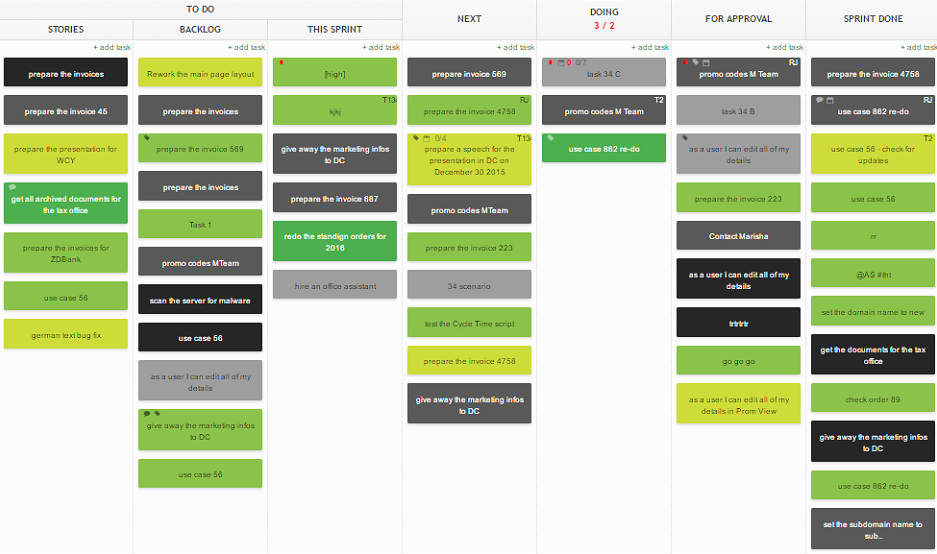 TO DO
STORIES
+ add task
prepare the invoices
prepare the invoice 45
prepare the presentation for
WCY
get all archived documents for
the tax office
prepare the invoices for
ZDBank
use case 56
german text bug fix
BACKLOG
+ add task
Rework the main page layout
prepare the invoices
prepare the invoice 569
prepare the invoices
Task 1
promo codes MTeam
scan the server for malware
use case 56
as a user I can edit all of my
details
give away the marketing infos
to DC
use case 56
THIS SPRINT
+ add task
[high]
T13
kjkj
give away the marketing infos
to DC
prepare the invoice 687
redo the standign orders for
2016
hire an office assistant
NEXT
prepare invoice 569
RJ
prepare the invoice 4758
0/4 T13
prepare a speech for the
presentation in DC on
December 30 2015
promo codes MTeam
prepare the invoice 223
34 scenario
test the Cycle Time script
prepare the invoice 4758
give away the marketing infos
to DC
DOING
3 / 2
+ add task
0 0/7
task 34 C
T2
promo codes M Team
use case 862 re-do
FOR APPROVAL
+ add task
RJ
promo codes M Team
task 34 B
as a user I can edit all of my
details
prepare the invoice 223
Contact Marisha
as a user I can edit all of my
details
trtrtrtr
go go go
as a user I can edit all of my
details in Prom View
SPRINT DONE
+ add task
prepare the invoice 4758
RJ
use case 862 re-do
T2
use case 56 - check for
updates
use case 56
rr
@AS #tht
set the domain name to new
get the documents for the tax
office
check order 89
give away the marketing infos
to DC
use case 862 re-do
set the subdomain name to
sub..